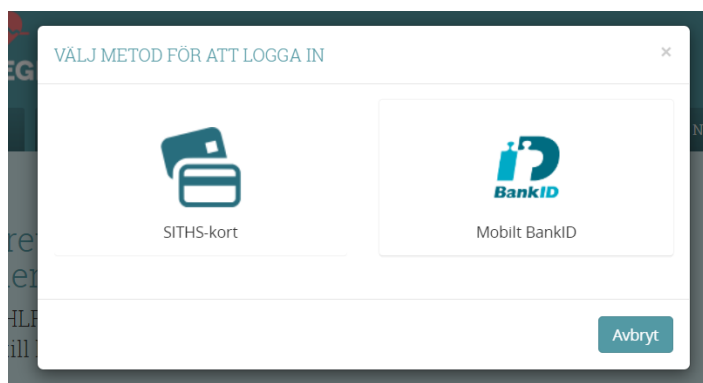 VÄLJ METOD FÖR ATT LOGGA IN
×
BankID
SITHS-kort
Mobilt BankID
Avbryt